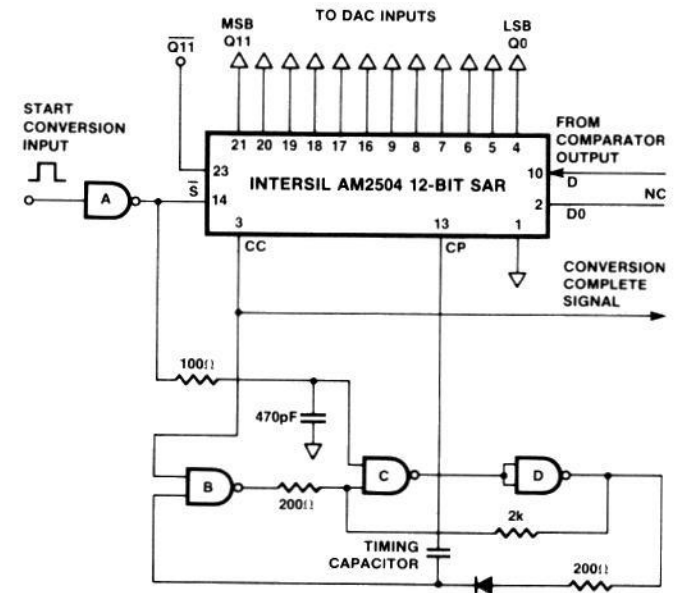 TO DAC INPUTS
MSB
Q11
LSB
Q0
Q11
START
CONVERSION
INPUT
21 20 19 18 17 16 9 8 7 6 5 4
FROM
COMPARATOR
OUTPUT
23
10
D
A
S
14
INTERSIL AM2504 12-BIT SAR
2
NC
D0
3
13
1
CC
CP
CONVERSION
COMPLETE
SIGNAL
100Ω
470pF
B
C
D
200Ω
2k
TIMING
CAPACITOR
200Ω